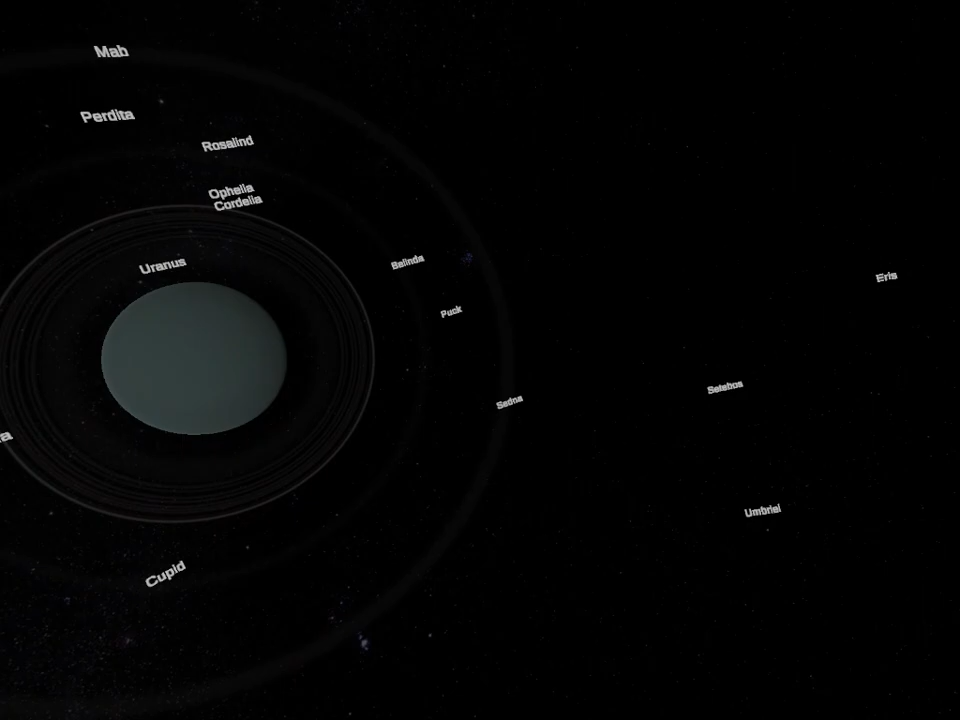 Mab
Perdita
Rosalind
Ophelia
Cordelia
Uranus
Belinda
Eris
Puck
Setebos
Sedna
a
Umbriel
Cupid